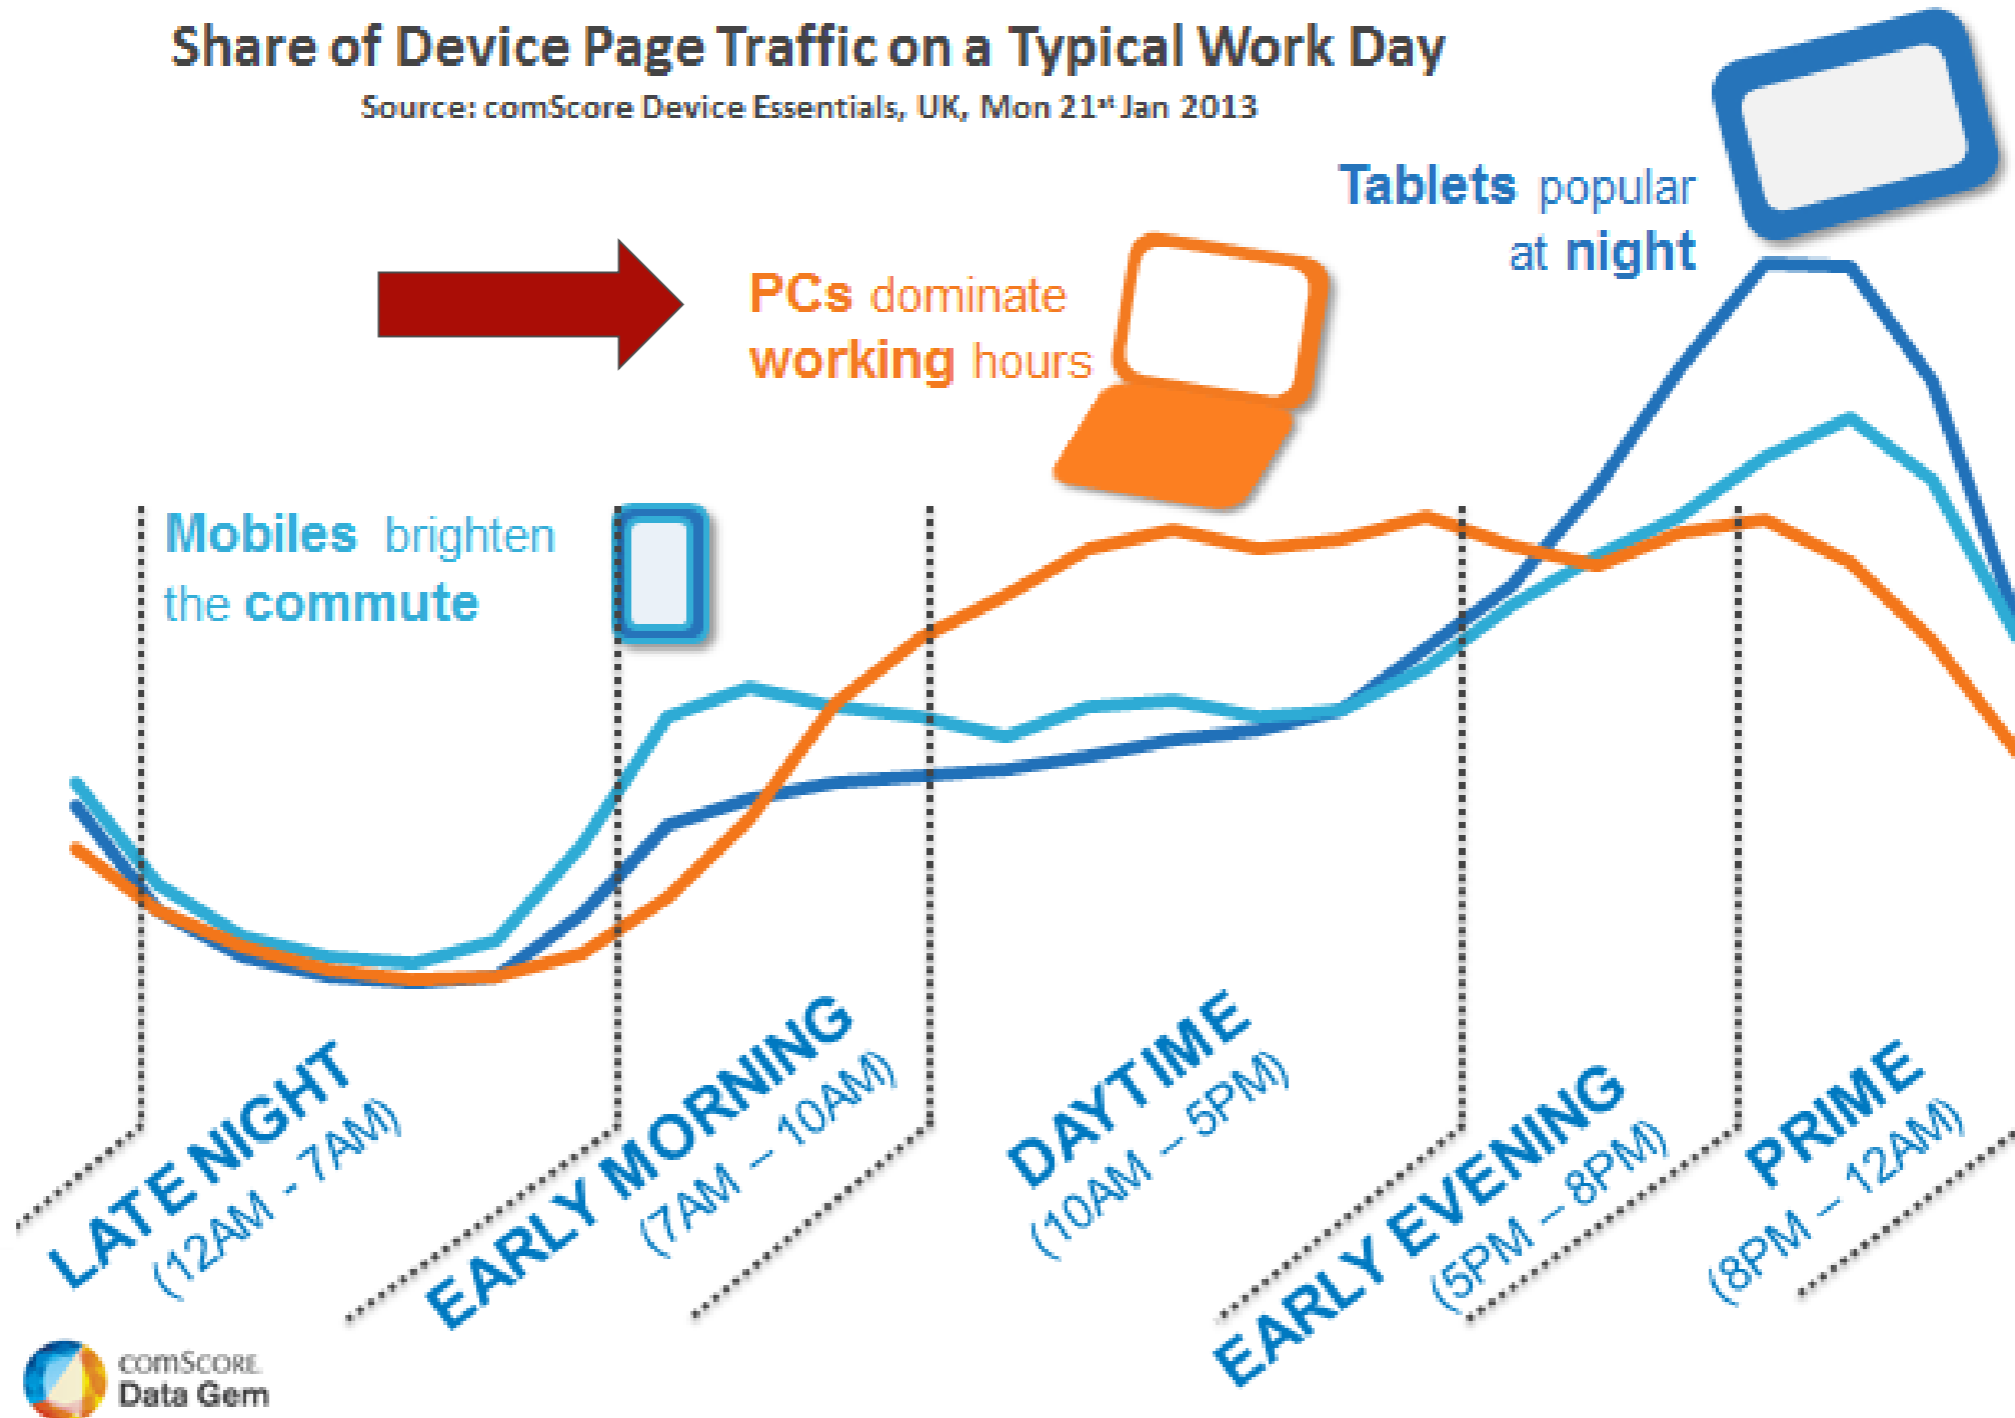 Share of Device Page Traffic on a Typical Work Day
Source: comScore Device Essentials, UK, Mon 21st Jan 2013
Tablets popular
at night
PCs dominate
working hours
Mobiles brighten
the commute
LATE NIGHT
(12AM - 7AM)
EARLY MORNING
(7AM – 10AM)
DAYTIME
(10AM – 5PM)
EARLY EVENING
(5PM – 8PM)
PRIME
(8PM – 12AM)
comSCORE.
Data Gem